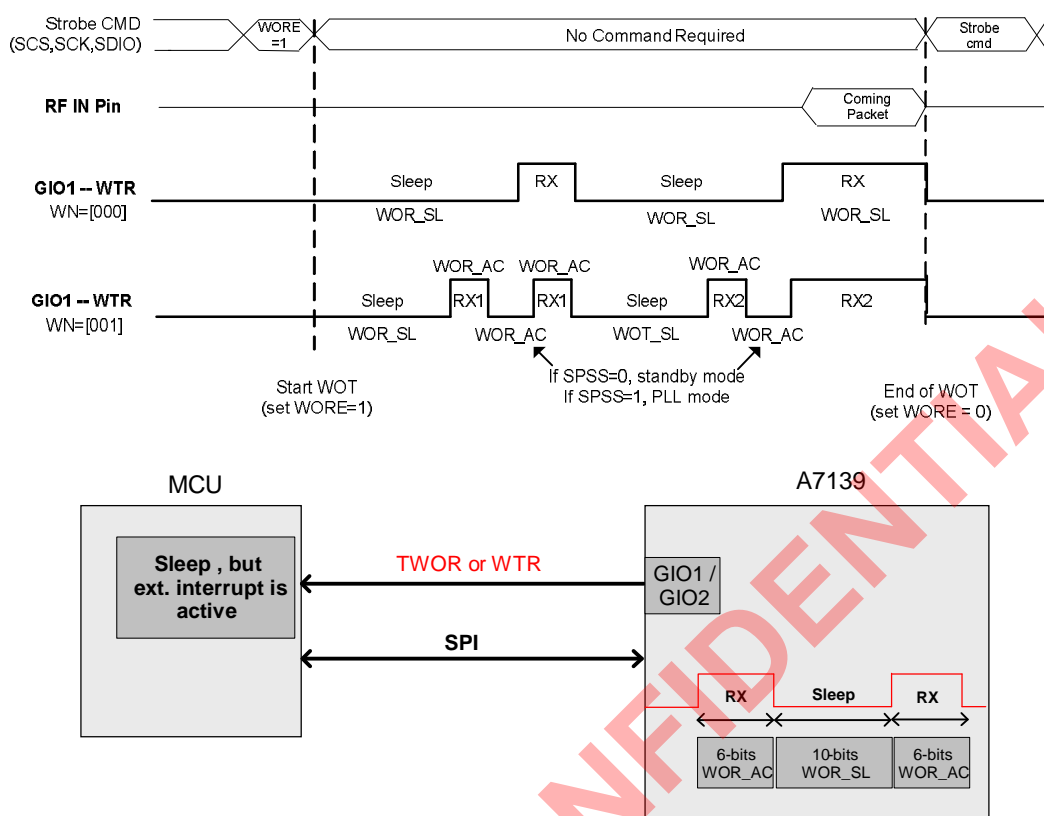 Strobe CMD
(SCS,SCK,SDIO)
WORE
=1
No Command Required
Strobe
cmd
RF IN Pin
Coming
Packet
GIO1 -- WTR
WN=[000]
Sleep
WOR_SL
RX
Sleep
WOR_SL
RX
WOR_SL
GIO1 -- WTR
WN=[001]
Sleep
WOR_SL
WOR_AC
RX1
WOR_AC
WOR_AC
RX1
Sleep
WOT_SL
WOR_AC
RX2
WOR_AC
RX2
If SPSS=0, standby mode
If SPSS=1, PLL mode
Start WOT
(set WORE=1)
End of WOT
(set WORE = 0)
MCU
A7139
Sleep , but
ext. interrupt is
active
TWOR or WTR
SPI
GIO1 /
GIO2
RX
Sleep
RX
6-bits
WOR_AC
10-bits
WOR_SL
6-bits
WOR_AC
NFIDENTIA